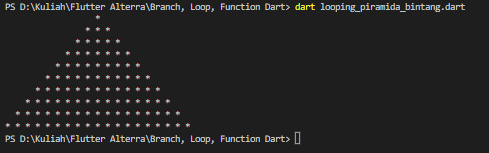 PS D:\Kuliah\Flutter Alterra\Branch, Loop, Function Dart> dart looping_piramida_bintang.dart
                  *
                * * *
              * * * * *
            * * * * * * *
          * * * * * * * * *
        * * * * * * * * * * *
      * * * * * * * * * * * * *
    * * * * * * * * * * * * * * *
  * * * * * * * * * * * * * * * * *
* * * * * * * * * * * * * * * * * * *
PS D:\Kuliah\Flutter Alterra\Branch, Loop, Function Dart>